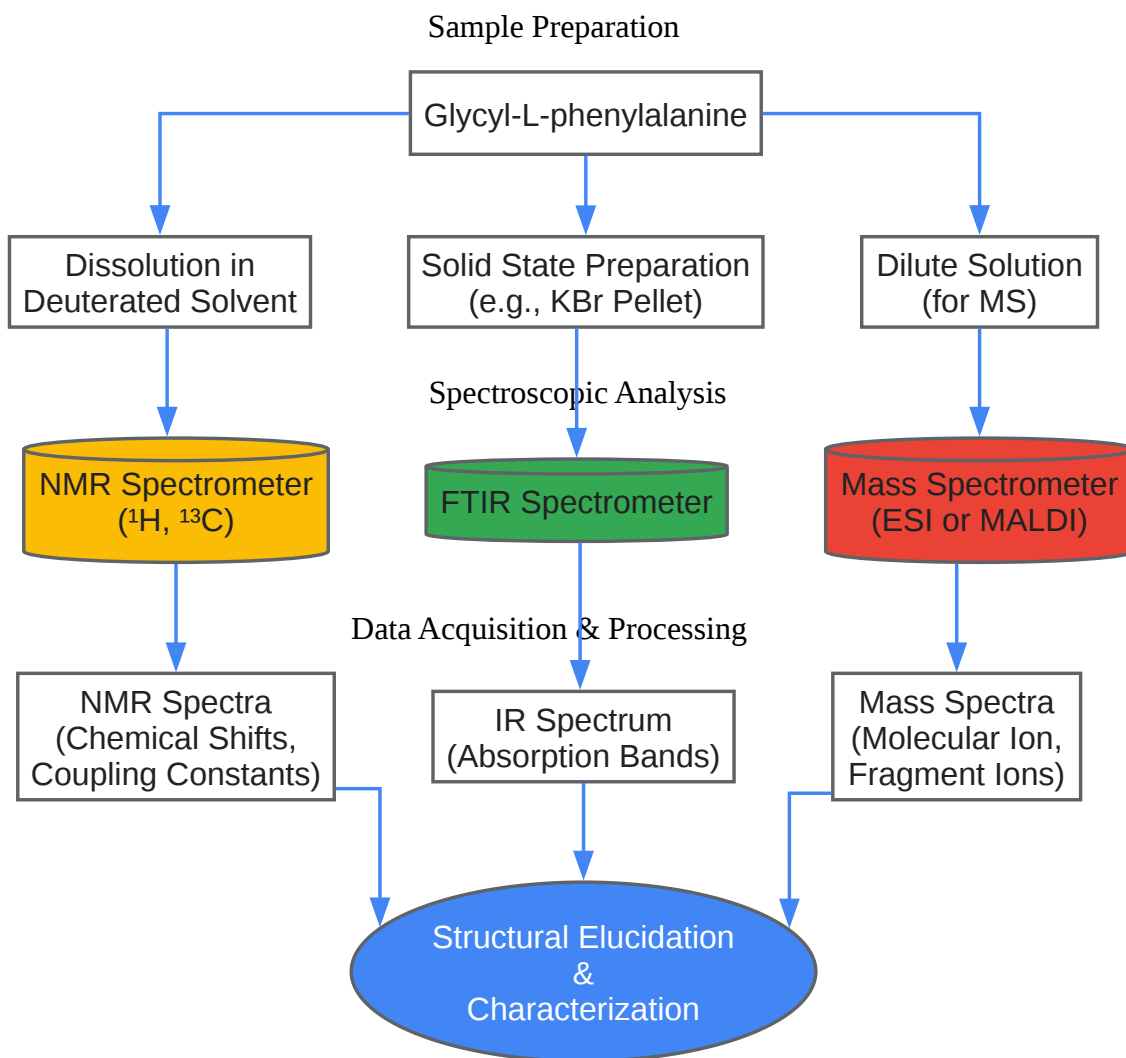 Sample Preparation
Glycyl-L-phenylalanine
Dissolution in
Deuterated Solvent
Solid State Preparation
(e.g., KBr Pellet)
Dilute Solution
(for MS)
Spectroscopic Analysis
NMR Spectrometer
(¹H, ¹³C)
FTIR Spectrometer
Mass Spectrometer
(ESI or MALDI)
Data Acquisition & Processing
NMR Spectra
(Chemical Shifts,
Coupling Constants)
IR Spectrum
(Absorption Bands)
Mass Spectra
(Molecular Ion,
Fragment Ions)
Structural Elucidation
&
Characterization